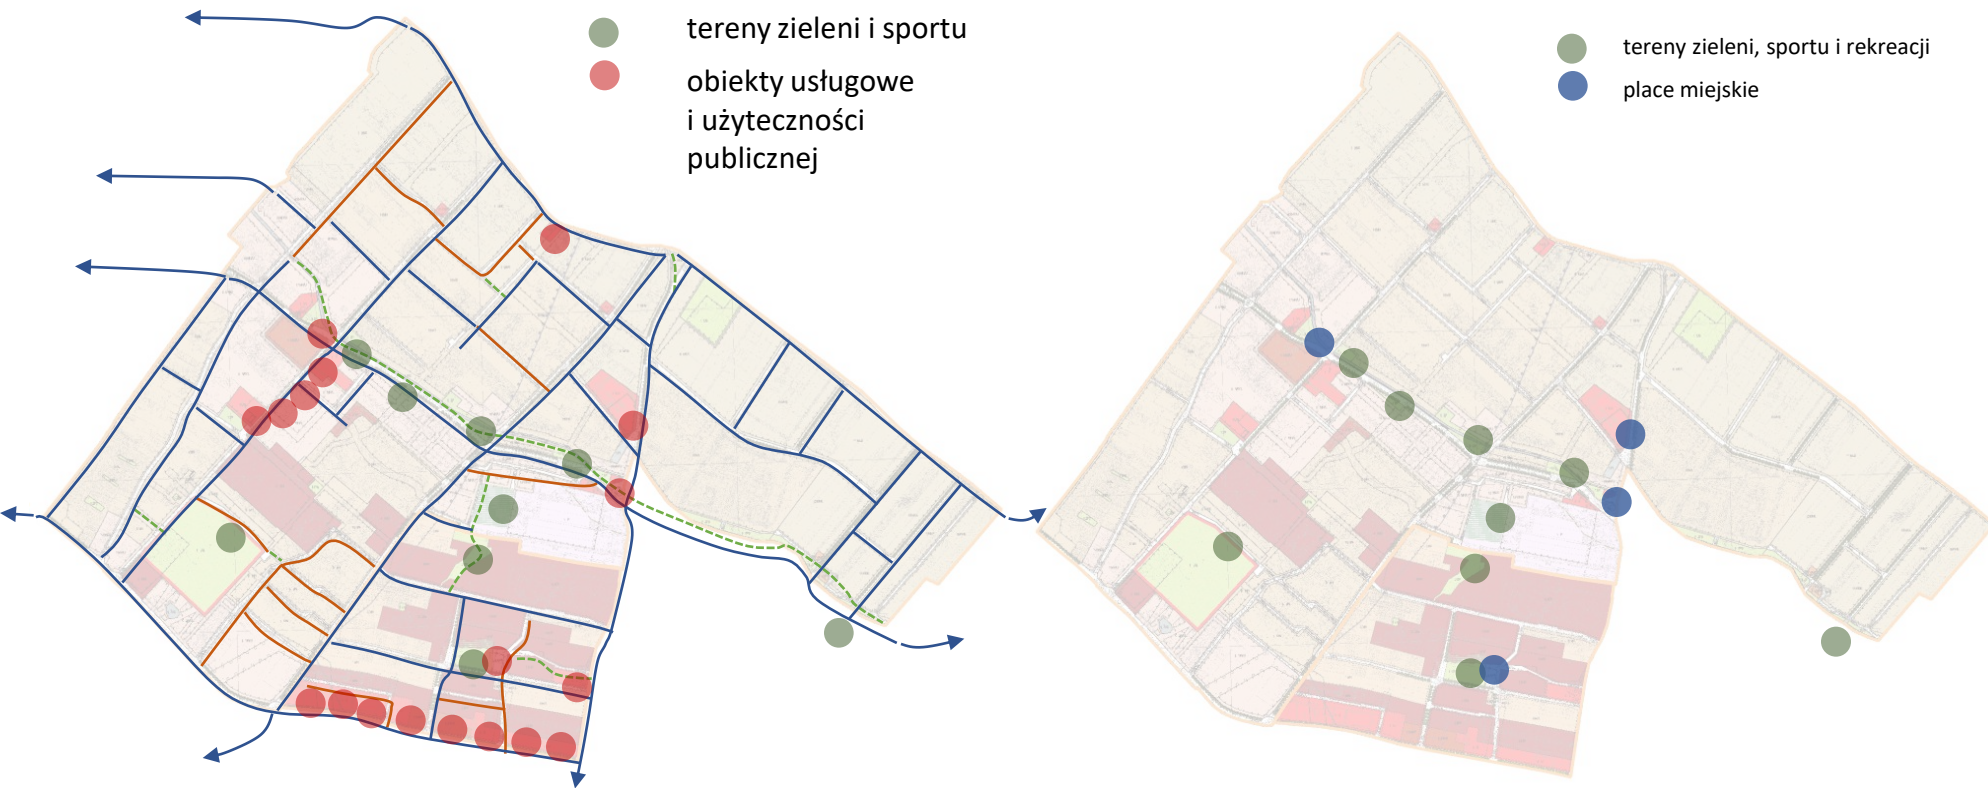 tereny zieleni i sportu
obiekty usługowe
i użyteczności
publicznej
tereny zieleni, sportu i rekreacji
place miejskie